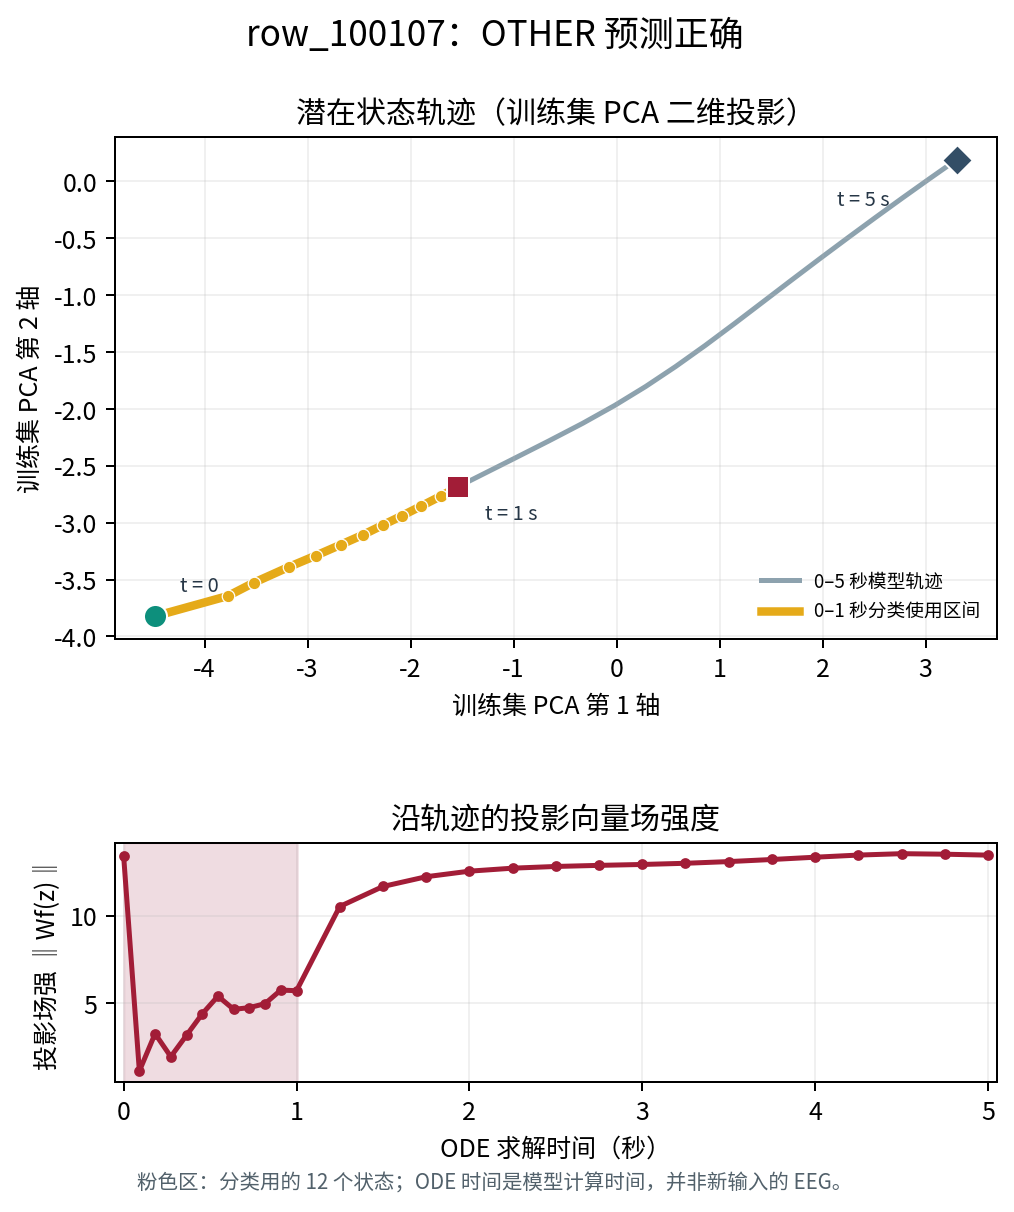 row_100107：OTHER 预测正确
潜在状态轨迹（训练集 PCA 二维投影）
训练集 PCA 第 2 轴
0.0
-0.5
-1.0
-1.5
-2.0
-2.5
-3.0
-3.5
-4.0
t = 5 s
t = 1 s
t = 0
0–5 秒模型轨迹
0–1 秒分类使用区间
-4 -3 -2 -1 0 1 2 3
训练集 PCA 第 1 轴
沿轨迹的投影向量场强度
投影场强 ‖Wf(z)‖
10
5
0 1 2 3 4 5
ODE 求解时间（秒）
粉色区：分类用的 12 个状态；ODE 时间是模型计算时间，并非新输入的 EEG。